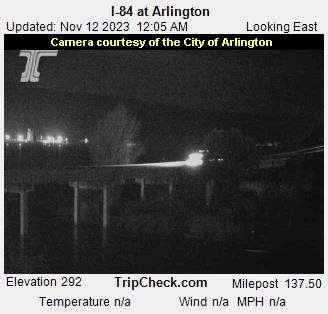 I-84 at Arlington
Updated: Nov 12 2023 12:05 AM Looking East
Camera courtesy of the City of Arlington
Elevation 292 TripCheck.com Milepost 137.50
Temperature n/a Wind n/a MPH n/a